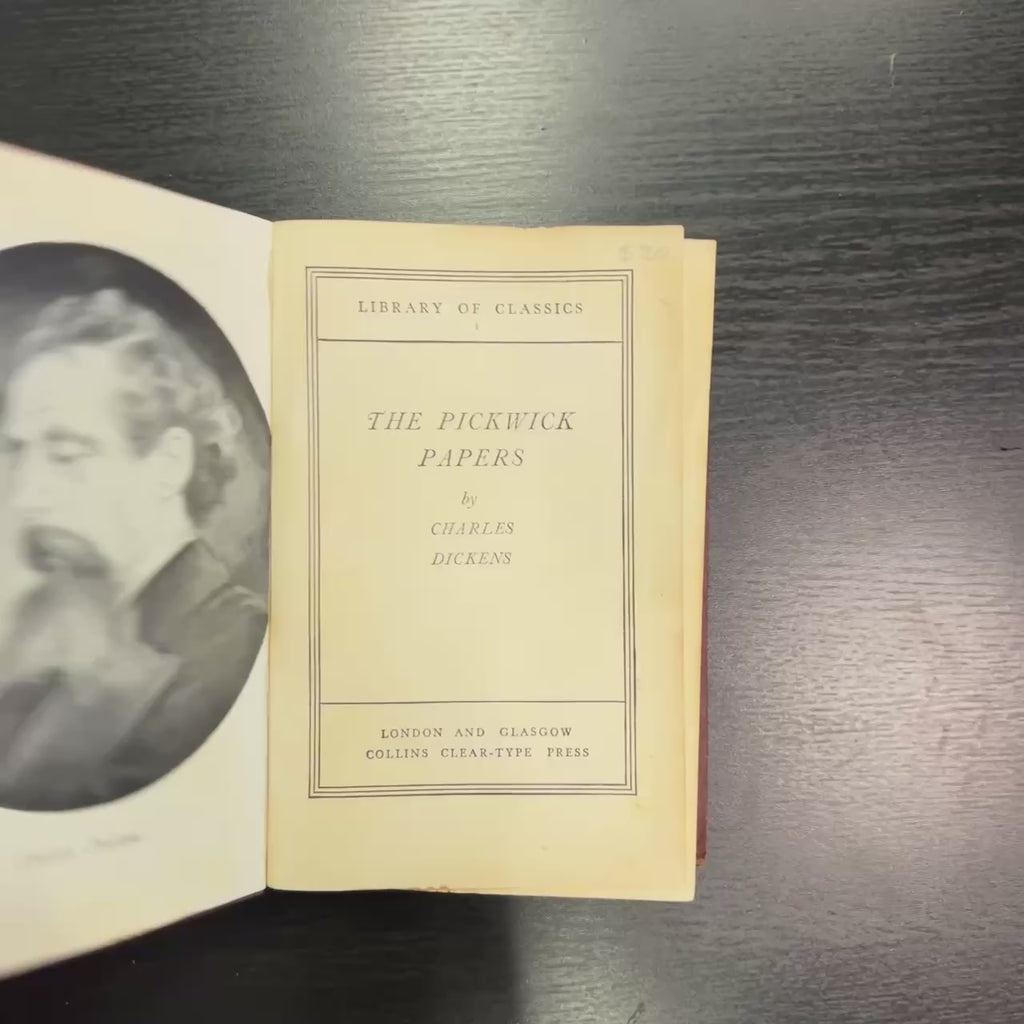 LIBRARY OF CLASSICS
THE PICKWICK
PAPERS
by
CHARLES
DICKENS
LONDON AND GLASGOW
COLLINS CLEAR-TYPE PRESS